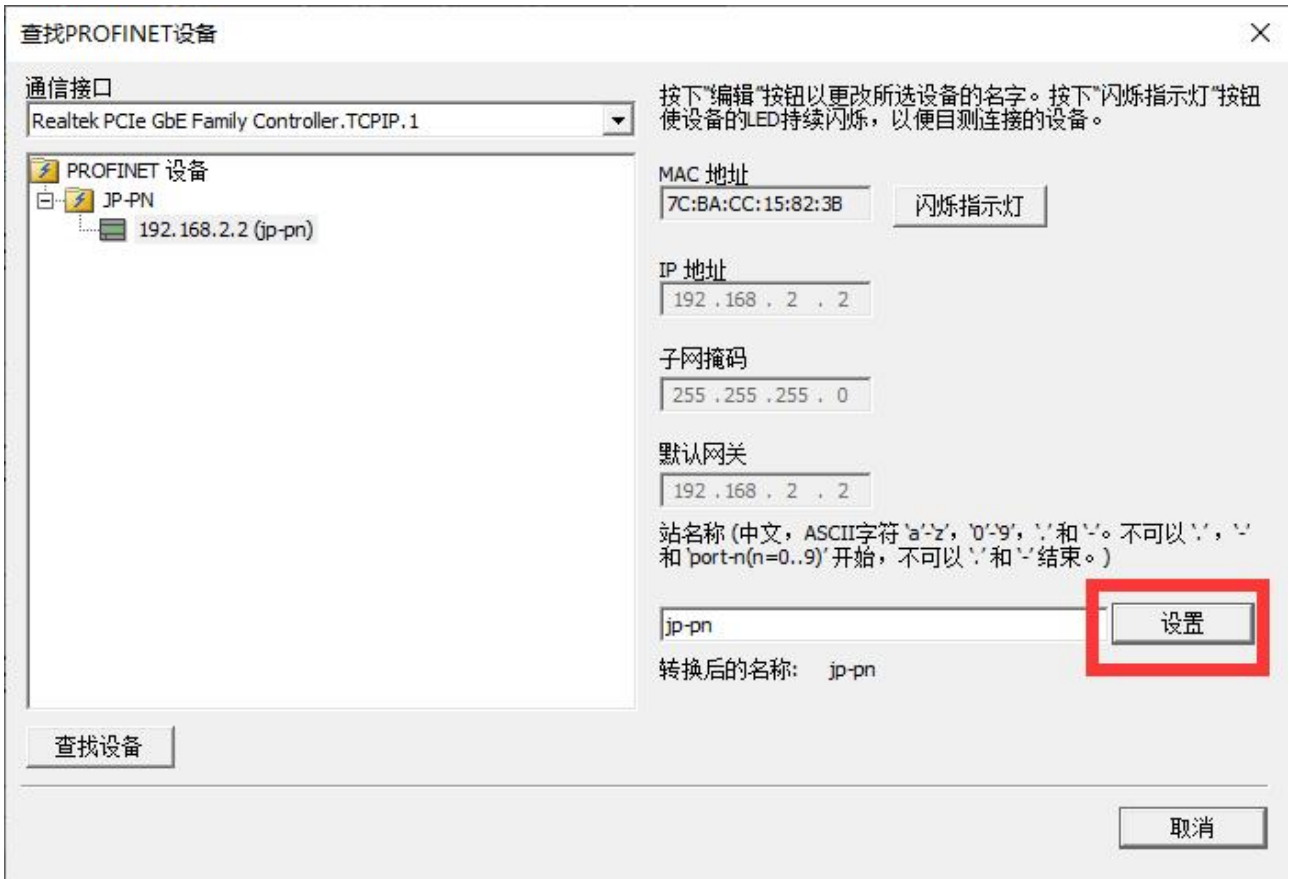 查找PROFINET设备
通信接口
Realtek PCIe GbE Family Controller.TCPIP.1
PROFINET 设备
JP-PN
192.168.2.2 (jp-pn)
查找设备
按下"编辑"按钮以更改所选设备的名字。按下"闪烁指示灯"按钮
使设备的LED持续闪烁，以便目测连接的设备。
MAC 地址
7C:BA:CC:15:82:3B
闪烁指示灯
IP 地址
192 . 168 . 2 . 2
子网掩码
255 . 255 . 255 . 0
默认网关
192 . 168 . 2 . 2
站名称 (中文，ASCII字符 'a'-'z'，'0'-'9'，'.' 和 '-'。不可以 '.'，'-'
和 'port-n(n=0..9)' 开始，不可以 '.' 和 '-' 结束。)
jp-pn
设置
转换后的名称: jp-pn
取消